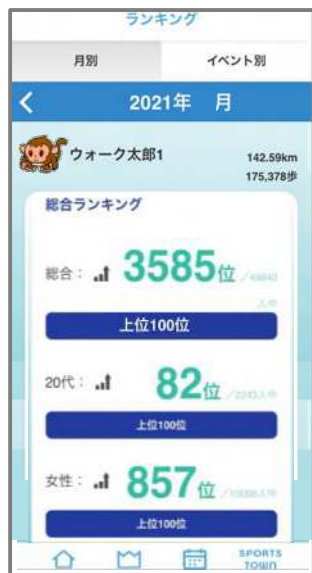 ランキング
月別
イベント別
2021年 月
ウォーク太郎1
142.59km
175,378歩
総合ランキング
総合： 3585位
人中
上位100位
20代： 82位
上位100位
女性： 857位
上位100位
SPORTS
TOWN